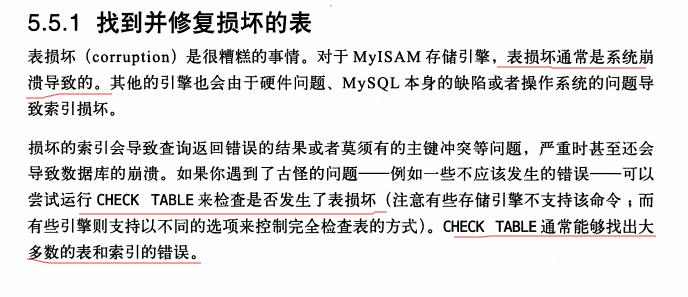 5.5.1 找到并修复损坏的表
表损坏（corruption）是很糟糕的事情。对于 MyISAM 存储引擎，表损坏通常是系统崩
溃导致的。其他的引擎也会由于硬件问题、MySQL 本身的缺陷或者操作系统的问题导
致索引损坏。
损坏的索引会导致查询返回错误的结果或者莫须有的主键冲突等问题，严重时甚至还会
导致数据库的崩溃。如果你遇到了古怪的问题——例如一些不应该发生的错误——可以
尝试运行 CHECK TABLE 来检查是否发生了表损坏（注意有些存储引擎不支持该命令；而
有些引擎则支持以不同的选项来控制完全检查表的方式）。CHECK TABLE 通常能够找出大
多数的表和索引的错误。